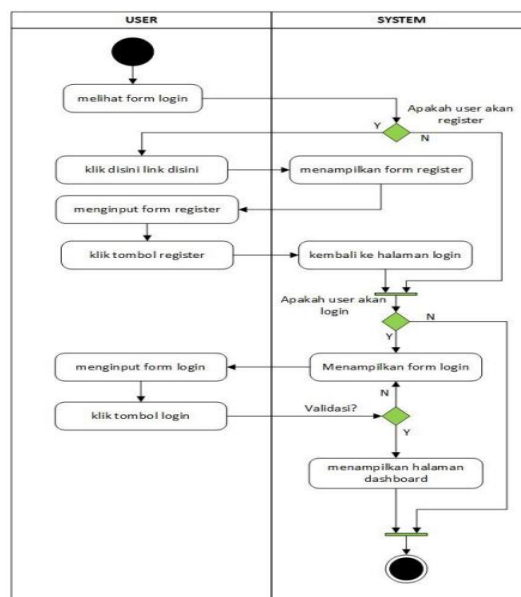 USER
SYSTEM
melihat form login
Apakah user akan
register
Y
N
klik disini link disini
menampilkan form register
menginput form register
klik tombol register
kembali ke halaman login
Apakah user akan
login
N
Y
menginput form login
Menampilkan form login
N
klik tombol login
Validasi?
Y
menampilkan halaman
dashboard